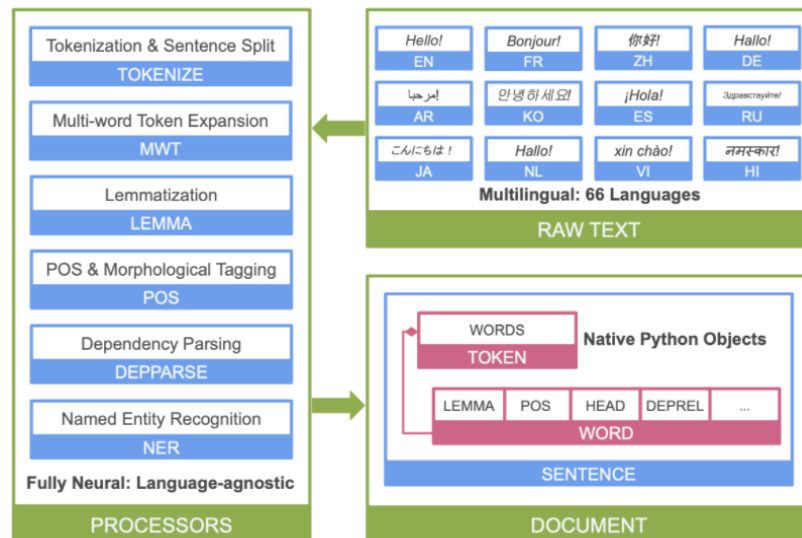 Tokenization & Sentence Split
TOKENIZE
Multi-word Token Expansion
MWT
Lemmatization
LEMMA
POS & Morphological Tagging
POS
Dependency Parsing
DEPPARSE
Named Entity Recognition
NER
Fully Neural: Language-agnostic
PROCESSORS
Hello! Bonjour! 你好! Hallo!
EN FR ZH DE
مرحبا! 안녕하세요! ¡Hola! Здравствуйте!
AR KO ES RU
こんにちは! Hallo! xin chào! नमस्कार!
JA NL VI HI
Multilingual: 66 Languages
RAW TEXT
WORDS
TOKEN
Native Python Objects
LEMMA POS HEAD DEPREL ...
WORD
SENTENCE
DOCUMENT